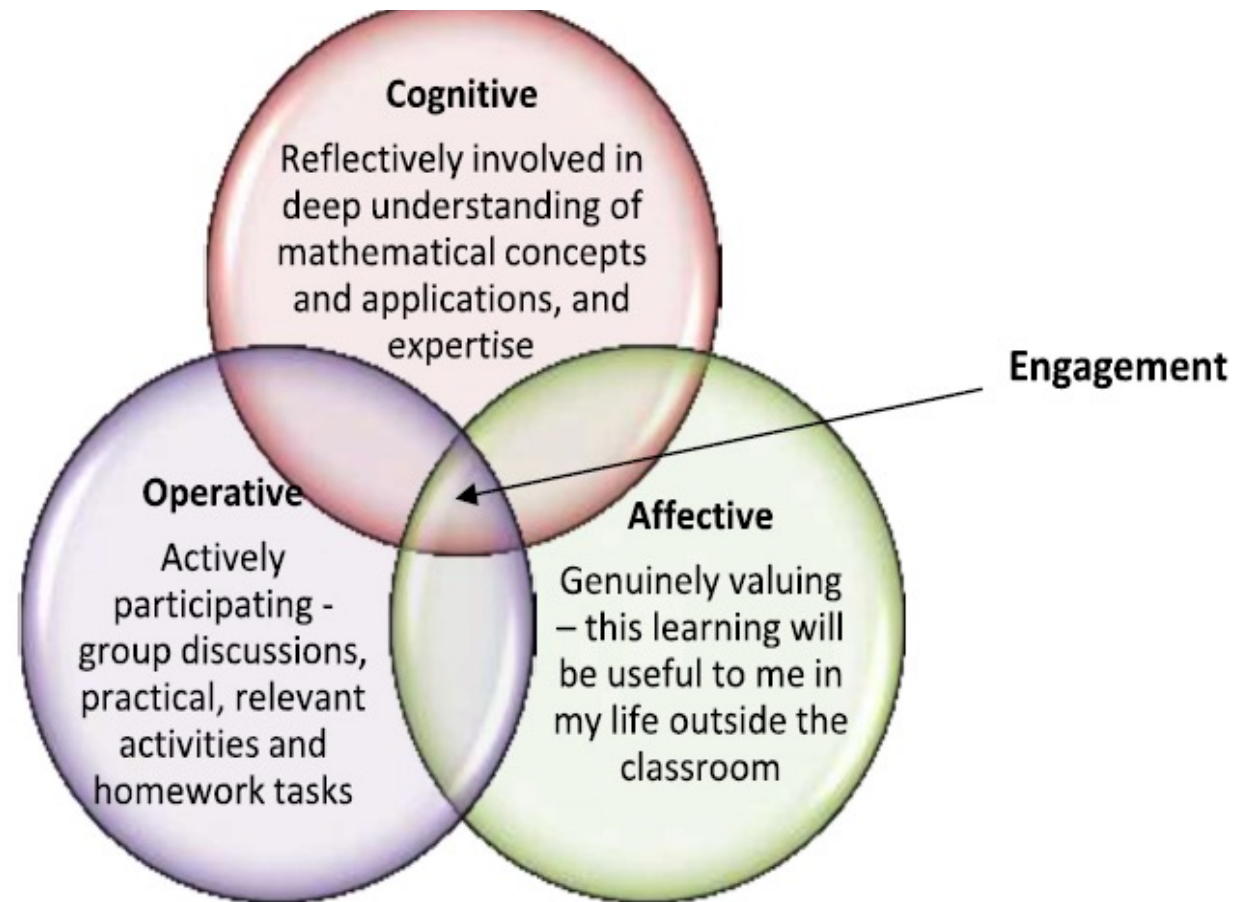 Cognitive
Reflectively involved in
deep understanding of
mathematical concepts
and applications, and
expertise
Engagement
Operative
Actively
participating -
group discussions,
practical, relevant
activities and
homework tasks
Affective
Genuinely valuing
– this learning will
be useful to me in
my life outside the
classroom